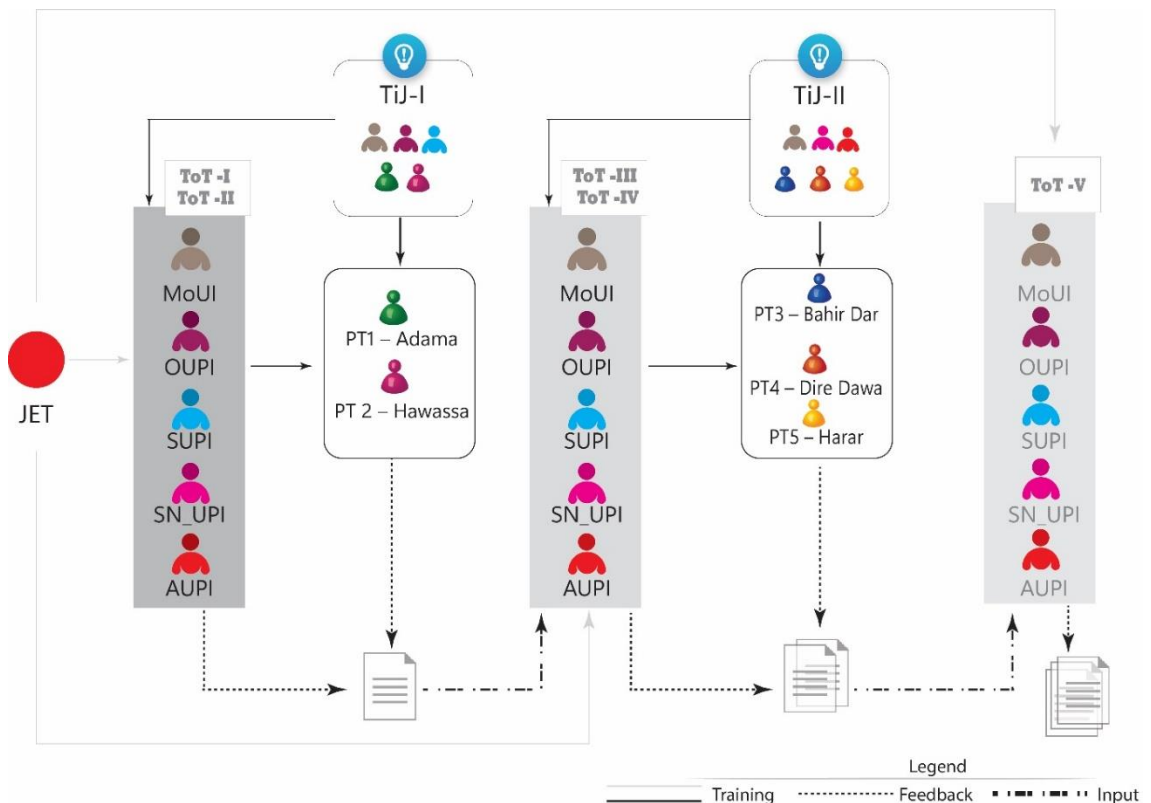 TiJ-I
TiJ-II
ToT -I
ToT -II
ToT -III
ToT -IV
ToT -V
MoUI
OUPI
SUPI
SN_UPI
AUPI
PT1 – Adama
PT 2 – Hawassa
MoUI
OUPI
SUPI
SN_UPI
AUPI
PT3 – Bahir Dar
PT4 – Dire Dawa
PT5 – Harar
MoUI
OUPI
SUPI
SN_UPI
AUPI
JET
Legend
Training
Feedback
Input